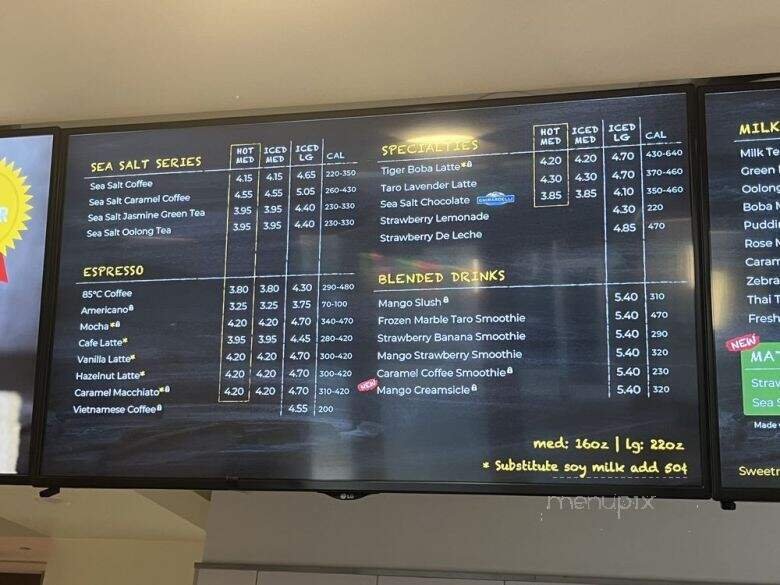 R
SEA SALT SERIES HOT MED ICED MED ICED LG CAL
Sea Salt Coffee 4.15 4.15 4.65 220-350
Sea Salt Caramel Coffee 4.55 4.55 5.05 260-430
Sea Salt Jasmine Green Tea 3.95 3.95 4.40 230-330
Sea Salt Oolong Tea 3.95 3.95 4.40 230-330
ESPRESSO
85°C Coffee 3.80 3.80 4.30 290-480
Americano 3.25 3.25 3.75 70-100
Mocha* 4.20 4.20 4.70 340-470
Cafe Latte* 3.95 3.95 4.45 280-420
Vanilla Latte* 4.20 4.20 4.70 300-420
Hazelnut Latte* 4.20 4.20 4.70 300-420
Caramel Macchiato* 4.20 4.20 4.70 310-420
Vietnamese Coffee 4.55 200
SPECIALTIES HOT MED ICED MED ICED LG CAL
Tiger Boba Latte* 4.20 4.20 4.70 430-640
Taro Lavender Latte 4.30 4.30 4.70 370-460
Sea Salt Chocolate GHIRARDELLI 3.85 3.85 4.10 350-460
Strawberry Lemonade 4.30 220
Strawberry De Leche 4.85 470
BLENDED DRINKS
Mango Slush 5.40 310
Frozen Marble Taro Smoothie 5.40 470
Strawberry Banana Smoothie 5.40 290
Mango Strawberry Smoothie 5.40 320
Caramel Coffee Smoothie 5.40 230
NEW Mango Creamsicle 5.40 320
med: 16oz | lg: 22oz
* Substitute soy milk add 50¢
menupix
MILK
Milk Te
Green
Oolong
Boba M
Puddin
Rose M
Caram
Zebra
Thai T
Fresh
NEW
MAT
Straw
Sea S
Made
Sweetn
LG